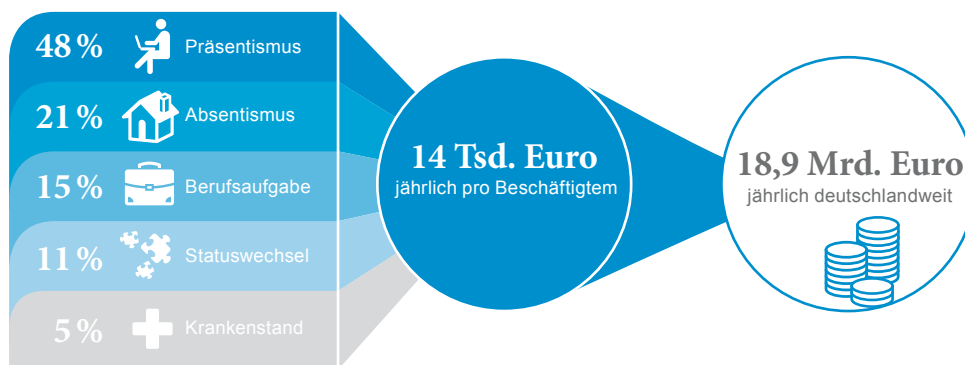 48 % Präsentismus
21 % Absentismus
15 % Berufsaufgabe
11 % Statuswechsel
5 % Krankenstand
14 Tsd. Euro
jährlich pro Beschäftigtem
18,9 Mrd. Euro
jährlich deutschlandweit